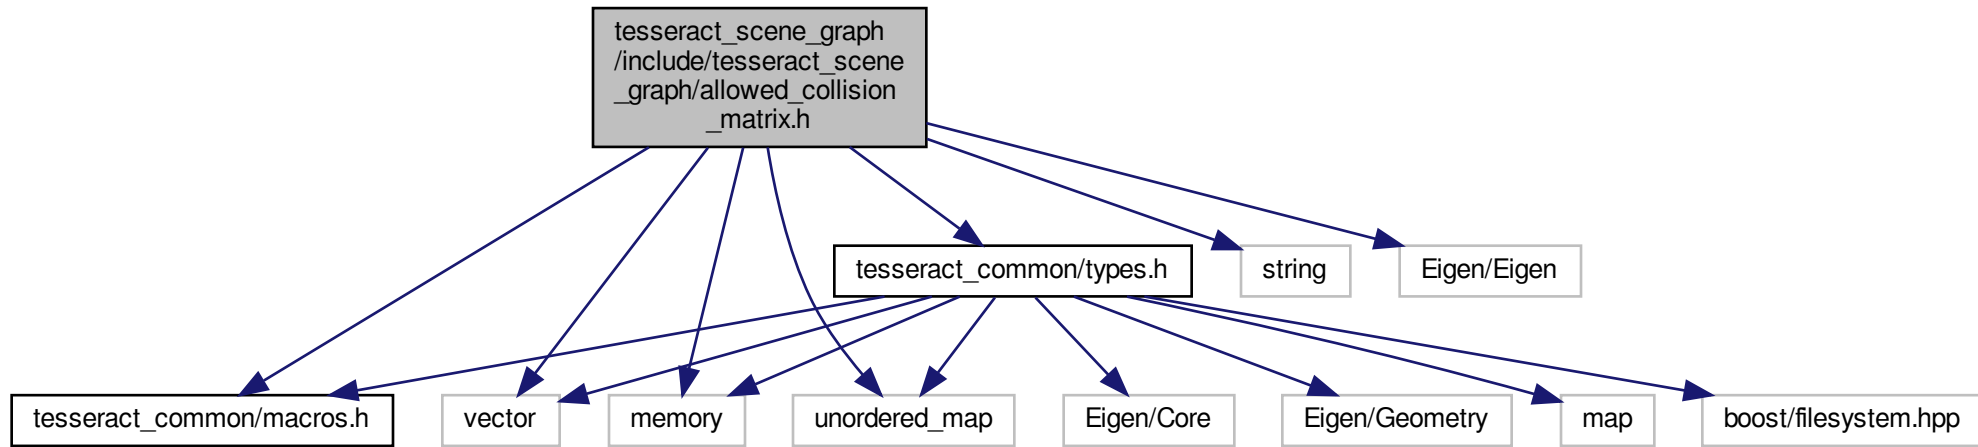 tesseract_scene_graph
/include/tesseract_scene
_graph/allowed_collision
_matrix.h
tesseract_common/types.h
string
Eigen/Eigen
tesseract_common/macros.h
vector
memory
unordered_map
Eigen/Core
Eigen/Geometry
map
boost/filesystem.hpp